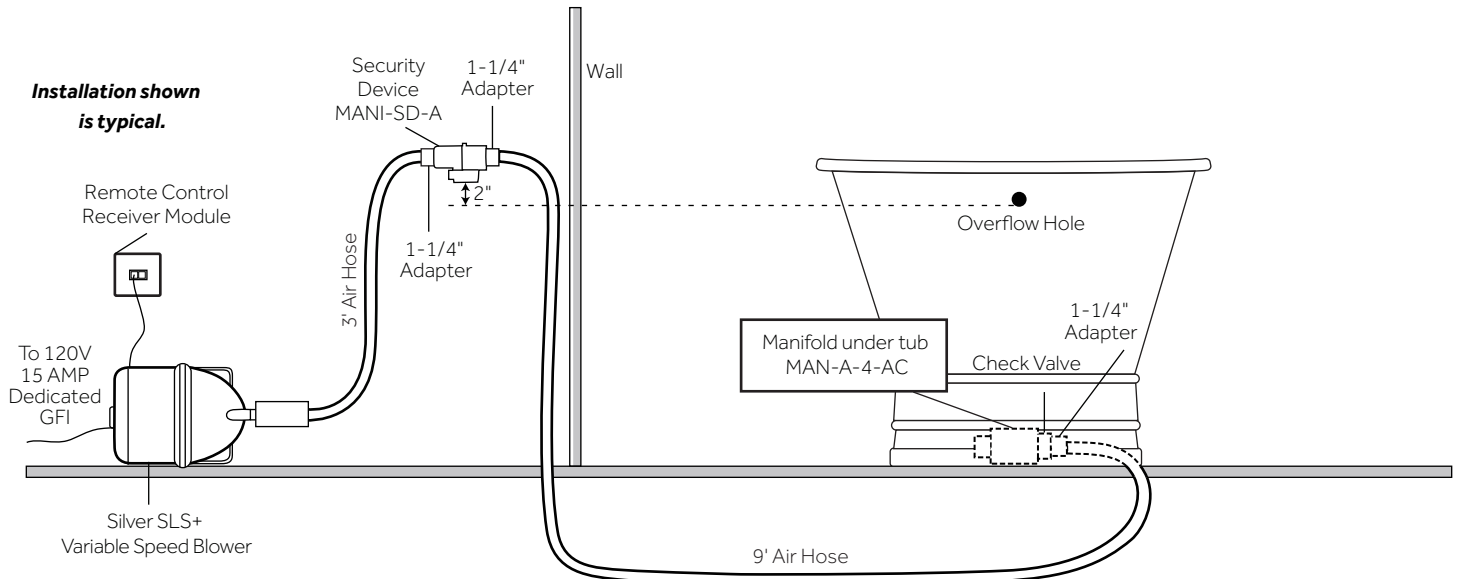 Installation shown
is typical.
Security
Device
MANI-SD-A
1-1/4"
Adapter
Wall
Remote Control
Receiver Module
2"
1-1/4"
Adapter
3' Air Hose
Overflow Hole
To 120V
15 AMP
Dedicated
GFI
Manifold under tub
MAN-A-4-AC
Check Valve
1-1/4"
Adapter
Silver SLS+
Variable Speed Blower
9' Air Hose